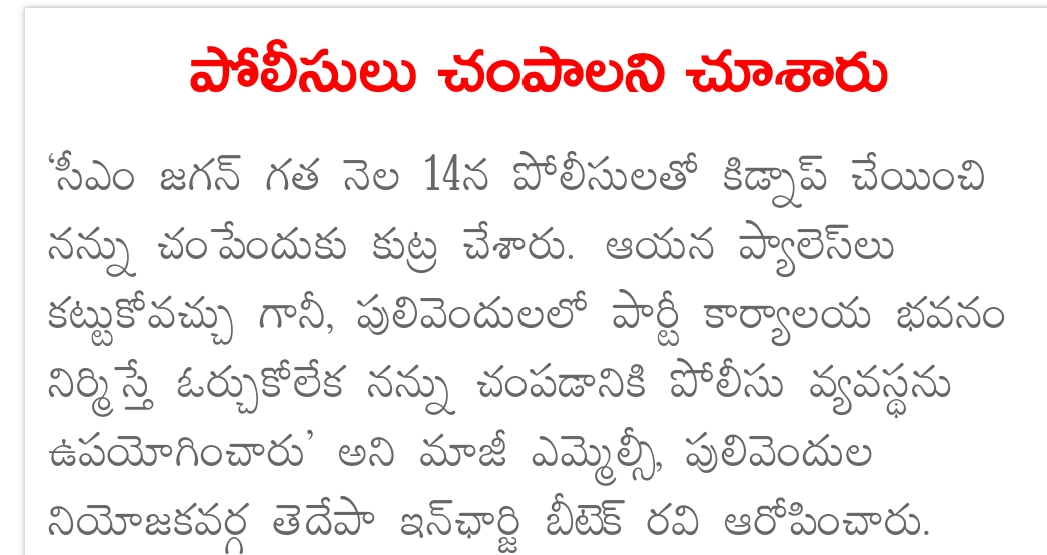 పోలీసులు చంపాలని చూశారు
‘సీఎం జగన్ గత నెల 14న పోలీసులతో కిడ్నాప్ చేయించి
నన్ను చంపేందుకు కుట్ర చేశారు. ఆయన ప్యాలెస్‌లు
కట్టుకోవచ్చు గానీ, పులివెందులలో పార్టీ కార్యాలయ భవనం
నిర్మిస్తే ఓర్చుకోలేక నన్ను చంపడానికి పోలీసు వ్యవస్థను
ఉపయోగించారు’ అని మాజీ ఎమ్మెల్సీ, పులివెందుల
నియోజకవర్గ తెదేపా ఇన్‌ఛార్జి బీటెక్ రవి ఆరోపించారు.